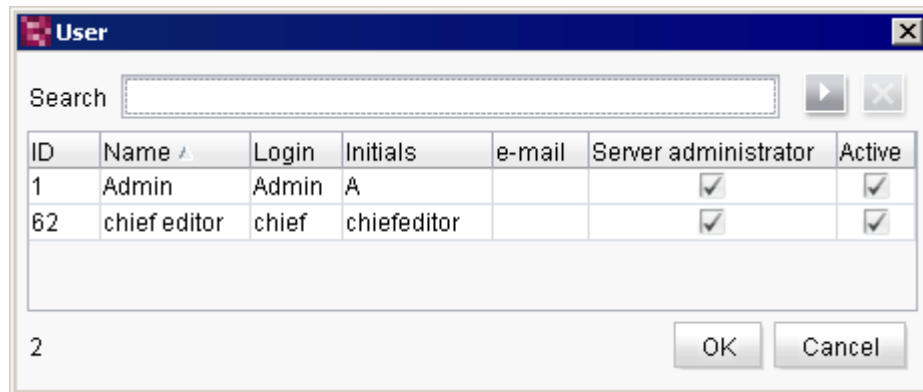 User
Search
ID Name Login Initials e-mail Server administrator Active
1 Admin Admin A
62 chief editor chief chiefeditor
2 OK Cancel